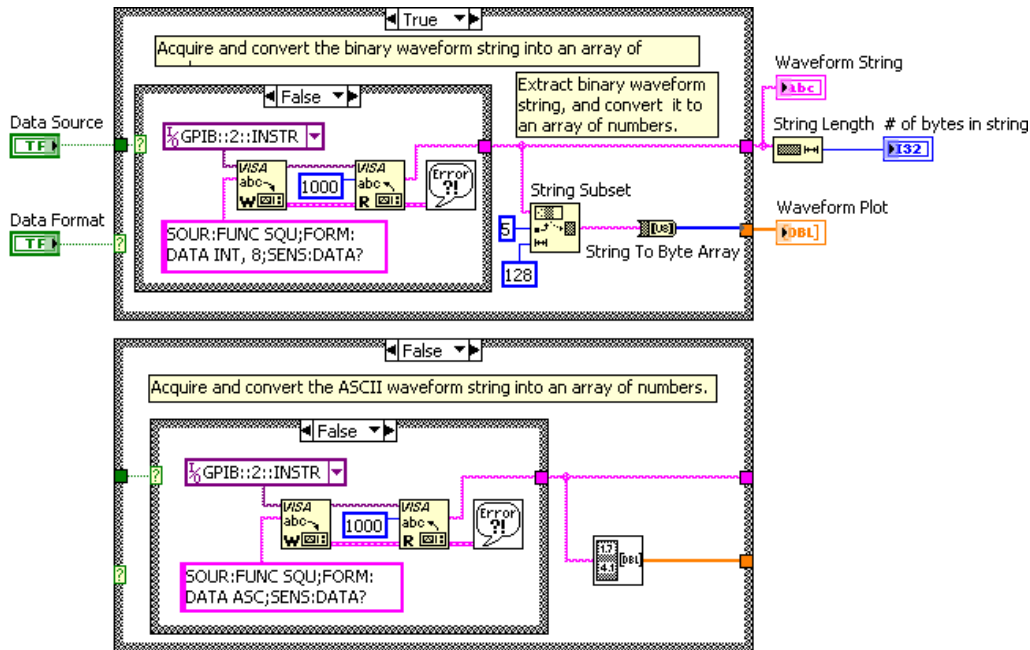 True
Acquire and convert the binary waveform string into an array of
False
Extract binary waveform
string, and convert it to
an array of numbers.
Waveform String
abc
Data Source
TF
I/O GPIB::2::INSTR
String Length
# of bytes in string
I32
VISA
abc
W
1000
VISA
abc
R
Error
?!
String Subset
Data Format
TF
SOUR:FUNC SQU;FORM:
DATA INT, 8;SENS:DATA?
5
128
[U8]
String To Byte Array
Waveform Plot
DBL]
?
?
False
Acquire and convert the ASCII waveform string into an array of numbers.
False
I/O GPIB::2::INSTR
?
VISA
abc
W
1000
VISA
abc
R
Error
?!
SOUR:FUNC SQU;FORM:
DATA ASC;SENS:DATA?
?
1.7
4.1
[DBL]